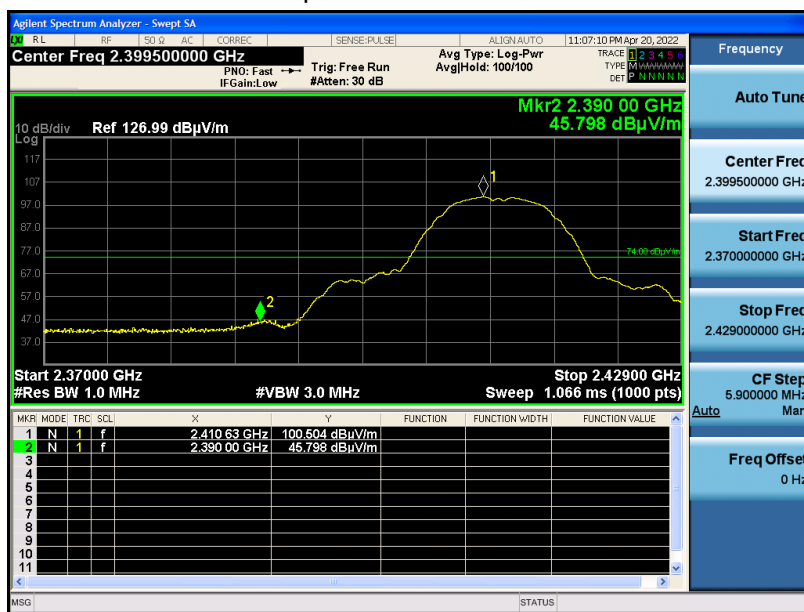 Agilent Spectrum Analyzer - Swept SA
LXI RL RF 50 Ω AC CORREC SENSE:PULSE ALIGN AUTO 11:07:10 PM Apr 20, 2022
Center Freq 2.399500000 GHz
PNO: Fast
IFGain:Low
Trig: Free Run
#Atten: 30 dB
Avg Type: Log-Pwr
Avg|Hold: 100/100
TRACE 1 2 3 4 5 6
TYPE M
DET P N N N N N
Mkr2 2.390 00 GHz
45.798 dBµV/m
10 dB/div Ref 126.99 dBµV/m
Log
117
107
97.0
87.0
77.0
67.0
57.0
47.0
37.0
1
2
74.00 dBµV/m
Start 2.37000 GHz Stop 2.42900 GHz
#Res BW 1.0 MHz #VBW 3.0 MHz Sweep 1.066 ms (1000 pts)
MKR MODE TRC SCL X Y FUNCTION FUNCTION WIDTH FUNCTION VALUE
1 N 1 f 2.410 63 GHz 100.504 dBµV/m
2 N 1 f 2.390 00 GHz 45.798 dBµV/m
3
4
5
6
7
8
9
10
11
MSG STATUS
Frequency
Auto Tune
Center Freq
2.399500000 GHz
Start Freq
2.370000000 GHz
Stop Freq
2.429000000 GHz
CF Step
5.900000 MHz
Auto Man
Freq Offset
0 Hz